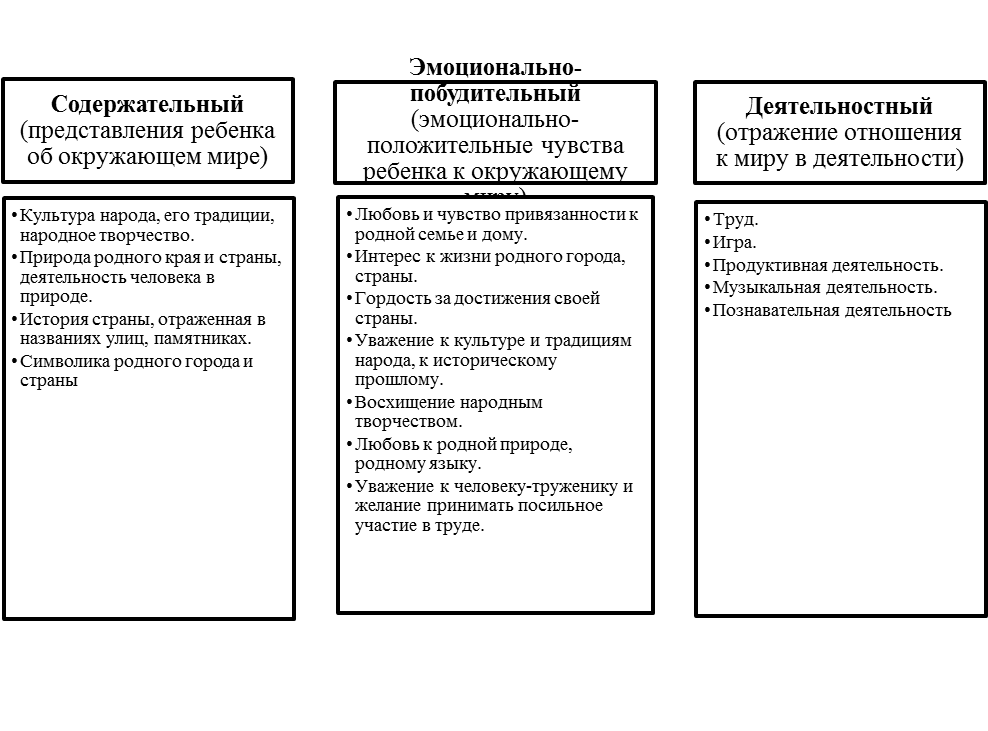 Содержательный
(представления ребенка
об окружающем мире)
• Культура народа, его традиции,
народное творчество.
• Природа родного края и страны,
деятельность человека в
природе.
• История страны, отраженная в
названиях улиц, памятниках.
• Символика родного города и
страны
Эмоционально-
побудительный
(эмоционально-
положительные чувства
ребенка к окружающему
миру)
• Любовь и чувство привязанности к
родной семье и дому.
• Интерес к жизни родного города,
страны.
• Гордость за достижения своей
страны.
• Уважение к культуре и традициям
народа, к историческому
прошлому.
• Восхищение народным
творчеством.
• Любовь к родной природе,
родному языку.
• Уважение к человеку-труженику и
желание принимать посильное
участие в труде.
Деятельностный
(отражение отношения
к миру в деятельности)
• Труд.
• Игра.
• Продуктивная деятельность.
• Музыкальная деятельность.
• Познавательная деятельность